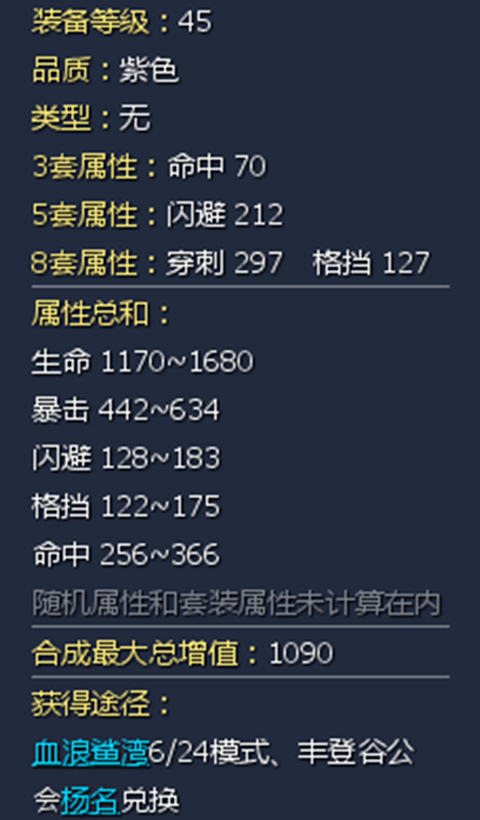 装备等级：45
品质：紫色
类型：无
3套属性：命中 70
5套属性：闪避 212
8套属性：穿刺 297 格挡 127
属性总和：
生命 1170~1680
暴击 442~634
闪避 128~183
格挡 122~175
命中 256~366
随机属性和套装属性未计算在内
合成最大总增值：1090
获得途径：
血浪鲨湾6/24模式、丰登谷公
会扬名兑换